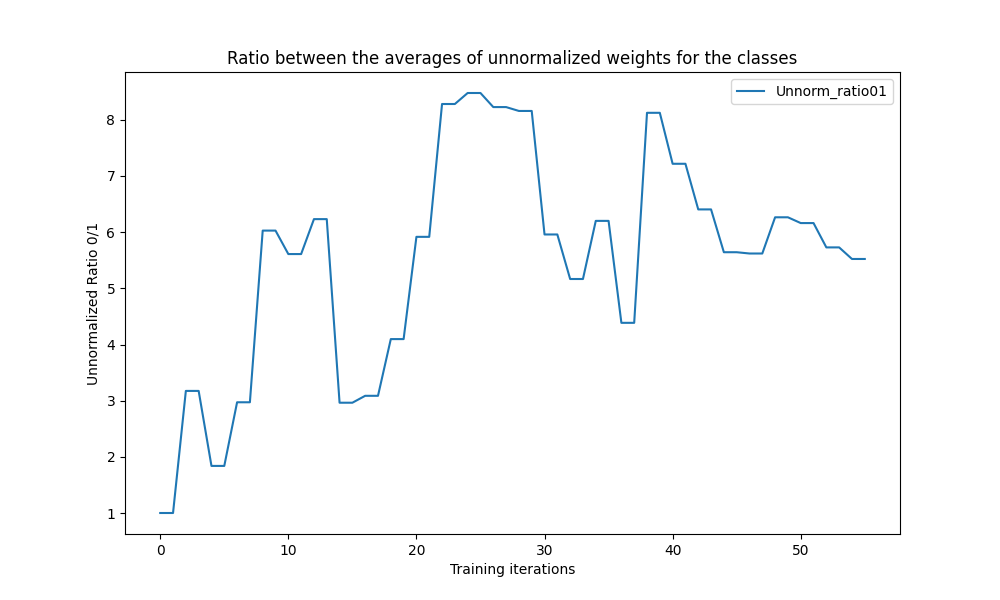 Ratio between the averages of unnormalized weights for the classes
Unnorm_ratio01
Unnormalized Ratio 0/1
8
7
6
5
4
3
2
1
0 10 20 30 40 50
Training iterations